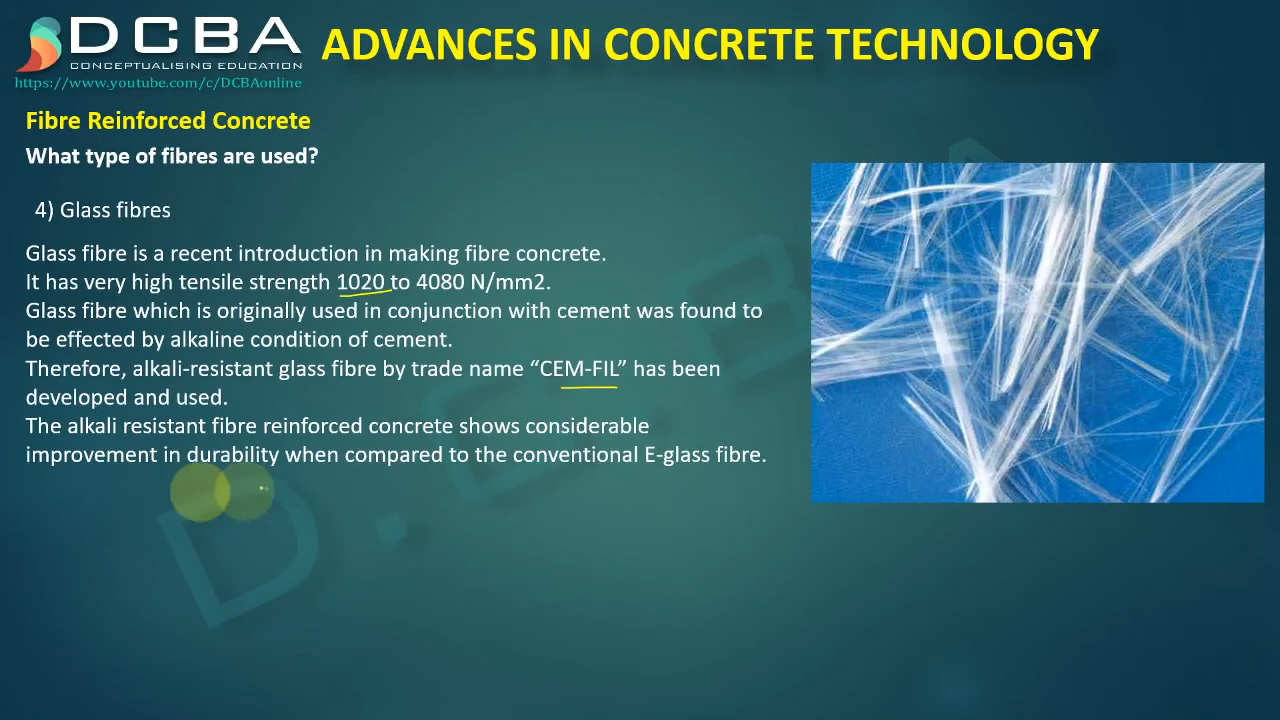 DCBA
CONCEPTUALISING EDUCATION
https://www.youtube.com/c/DCBAonline
ADVANCES IN CONCRETE TECHNOLOGY
Fibre Reinforced Concrete
What type of fibres are used?
4) Glass fibres
Glass fibre is a recent introduction in making fibre concrete.
It has very high tensile strength 1020 to 4080 N/mm2.
Glass fibre which is originally used in conjunction with cement was found to
be effected by alkaline condition of cement.
Therefore, alkali-resistant glass fibre by trade name “CEM-FIL” has been
developed and used.
The alkali resistant fibre reinforced concrete shows considerable
improvement in durability when compared to the conventional E-glass fibre.
D.C.B.A